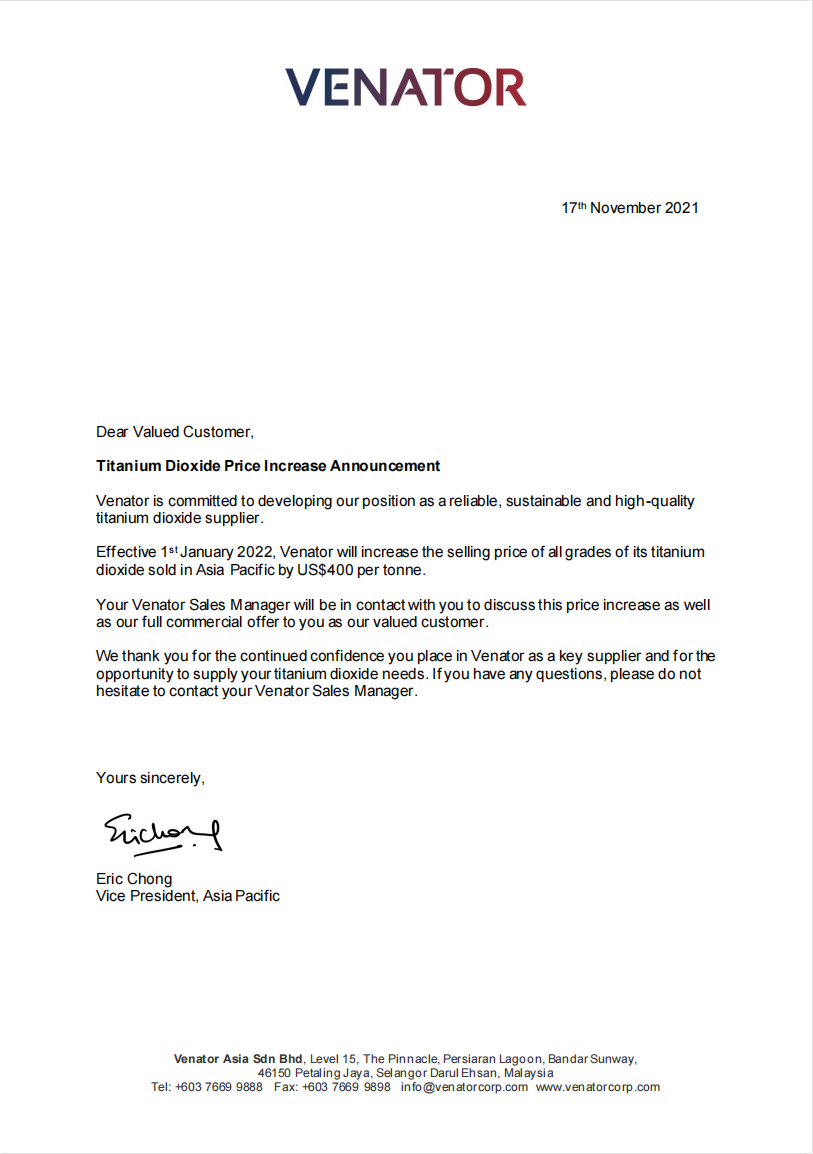 VENATOR
17th November 2021
Dear Valued Customer,
Titanium Dioxide Price Increase Announcement
Venator is committed to developing our position as a reliable, sustainable and high-quality
titanium dioxide supplier.
Effective 1st January 2022, Venator will increase the selling price of all grades of its titanium
dioxide sold in Asia Pacific by US$400 per tonne.
Your Venator Sales Manager will be in contact with you to discuss this price increase as well
as our full commercial offer to you as our valued customer.
We thank you for the continued confidence you place in Venator as a key supplier and for the
opportunity to supply your titanium dioxide needs. If you have any questions, please do not
hesitate to contact your Venator Sales Manager.
Yours sincerely,
Erichong
Eric Chong
Vice President, Asia Pacific
Venator Asia Sdn Bhd, Level 15, The Pinnacle, Persiaran Lagoon, Bandar Sunway,
46150 Petaling Jaya, Selangor Darul Ehsan, Malaysia
Tel: +603 7669 9888 Fax: +603 7669 9898 info@venatorcorp.com www.venatorcorp.com